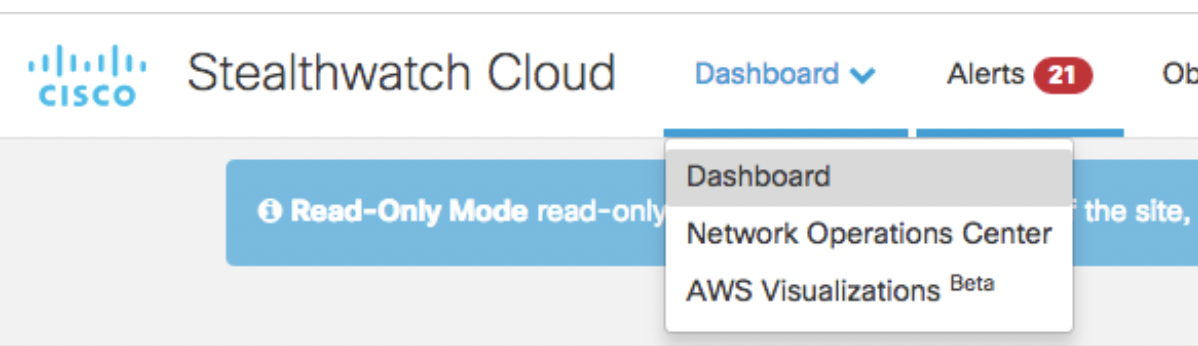 CISCO Stealthwatch Cloud Dashboard Alerts 21
Dashboard
Read-Only Mode read-only the site,
Network Operations Center
AWS Visualizations Beta